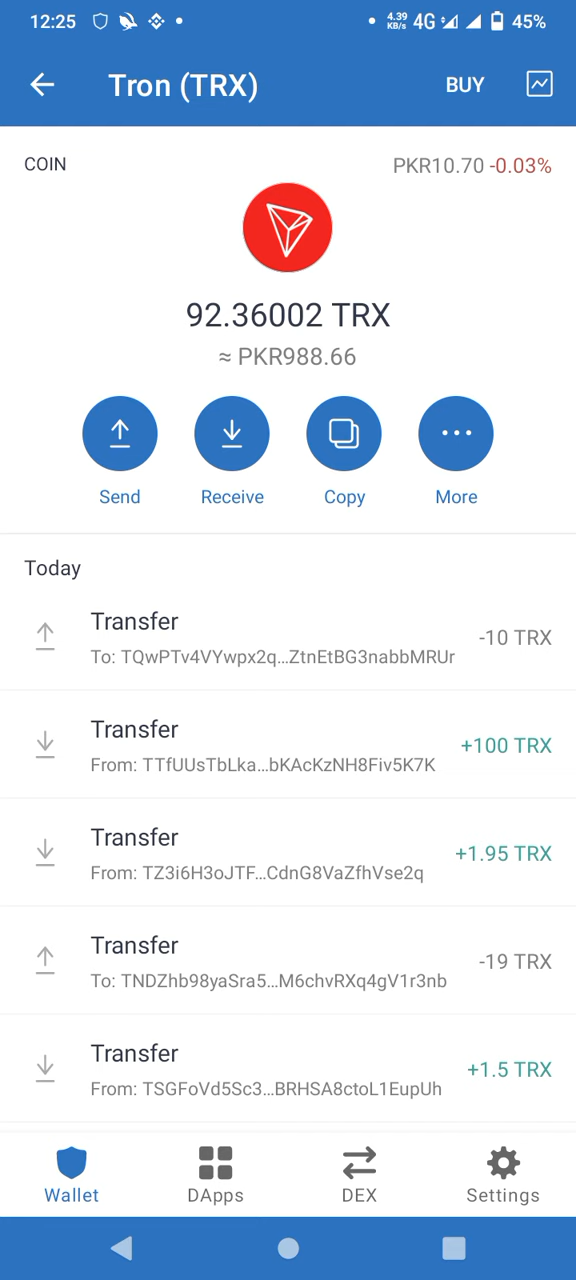 12:25 4.39 KB/s 4G 45%
Tron (TRX) BUY
COIN PKR10.70 -0.03%
92.36002 TRX
≈ PKR988.66
Send Receive Copy More
Today
Transfer
-10 TRX
To: TQwPTv4VYwpx2q...ZtnEtBG3nabbMRUr
Transfer
+100 TRX
From: TTfUUsTbLka...bKAcKzNH8Fiv5K7K
Transfer
+1.95 TRX
From: TZ3i6H3oJTF...CdnG8VaZfhVse2q
Transfer
-19 TRX
To: TNDZhb98yaSra5...M6chvRXq4gV1r3nb
Transfer
+1.5 TRX
From: TSGFoVd5Sc3...BRHSA8ctoL1EupUh
Wallet DApps DEX Settings